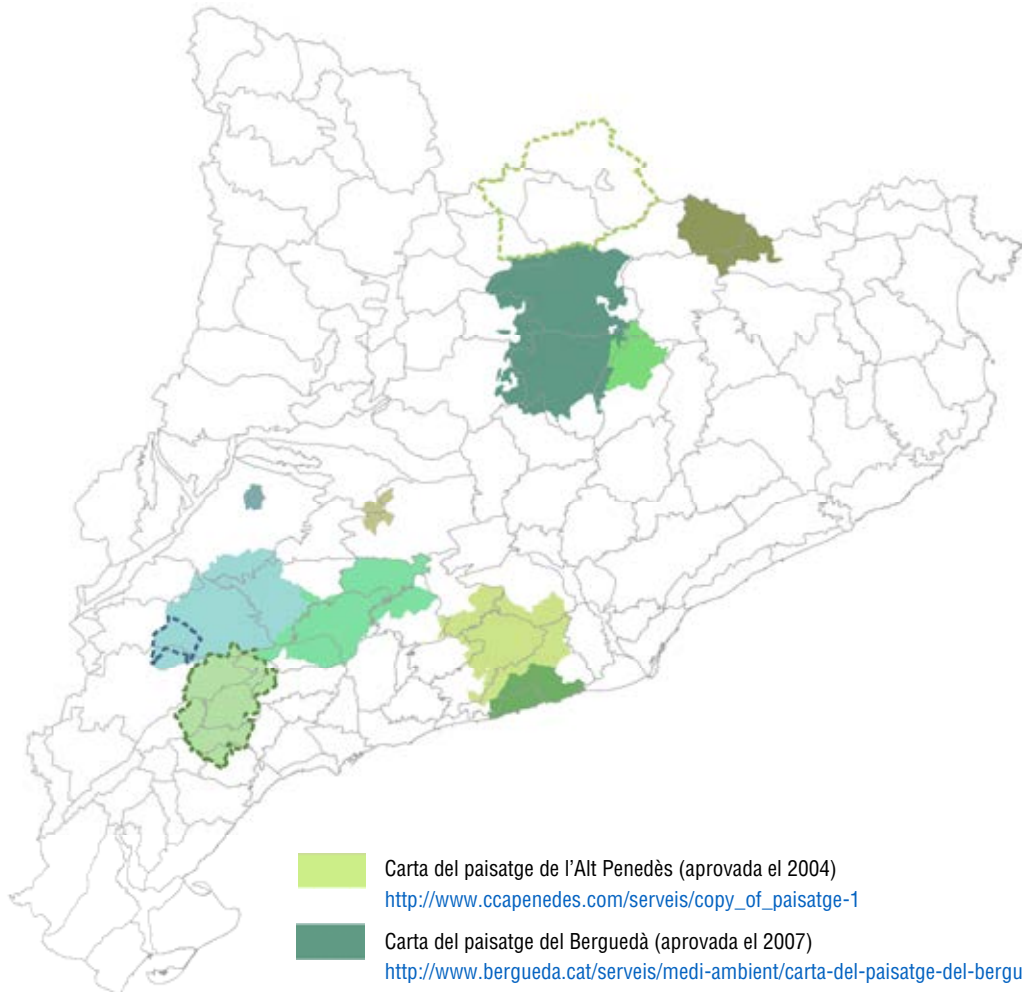 Carta del paisatge de l’Alt Penedès (aprovada el 2004)
http://www.ccapenedes.com/serveis/copy_of_paisatge-1
Carta del paisatge del Berguedà (aprovada el 2007)
http://www.bergueda.cat/serveis/medi-ambient/carta-del-paisatge-del-bergu